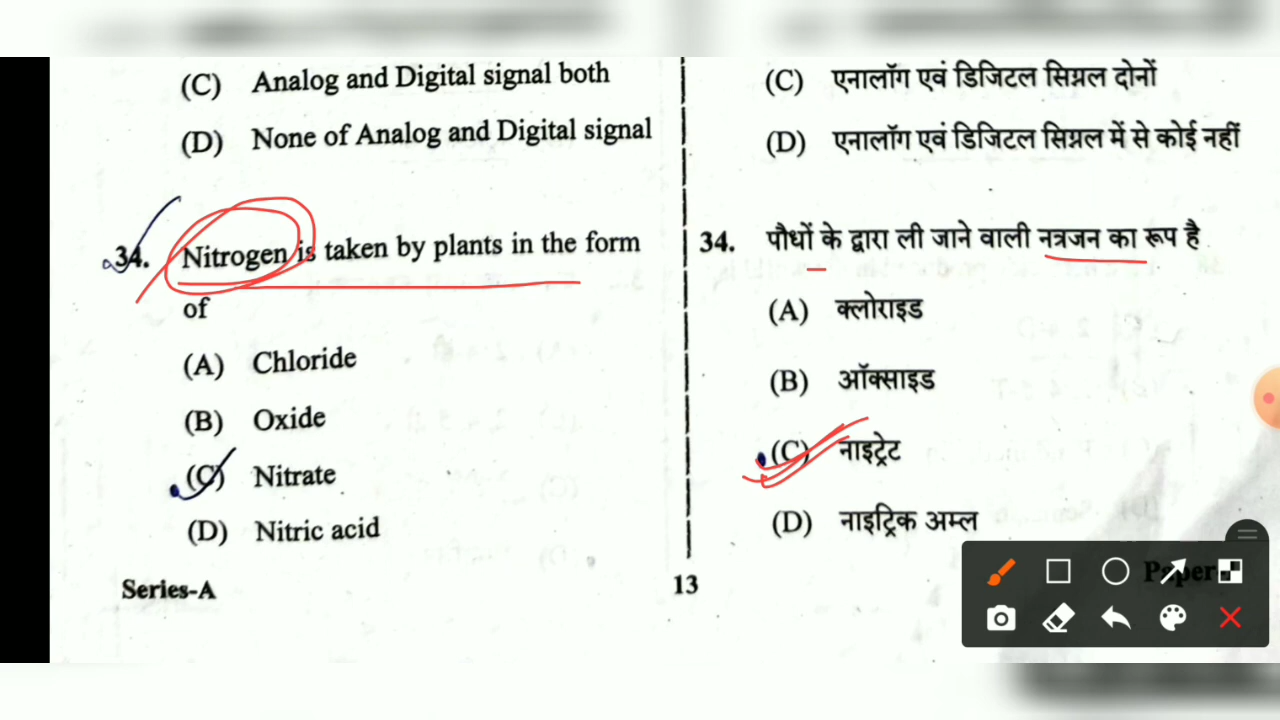 (C) Analog and Digital signal both
(D) None of Analog and Digital signal
34. Nitrogen is taken by plants in the form
of
(A) Chloride
(B) Oxide
(C) Nitrate
(D) Nitric acid
Series-A
13
(C) एनालॉग एवं डिजिटल सिग्नल दोनों
(D) एनालॉग एवं डिजिटल सिग्नल में से कोई नहीं
34. पौधों के द्वारा ली जाने वाली नत्रजन का रूप है
(A) क्लोराइड
(B) ऑक्साइड
(C) नाइट्रेट
(D) नाइट्रिक अम्ल